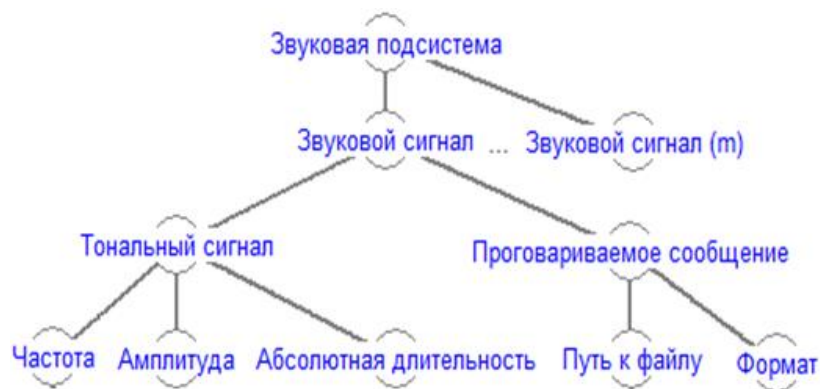 Звуковая подсистема
Звуковой сигнал ... Звуковой сигнал (m)
Тональный сигнал Проговариваемое сообщение
Частота Амплитуда Абсолютная длительность Путь к файлу Формат